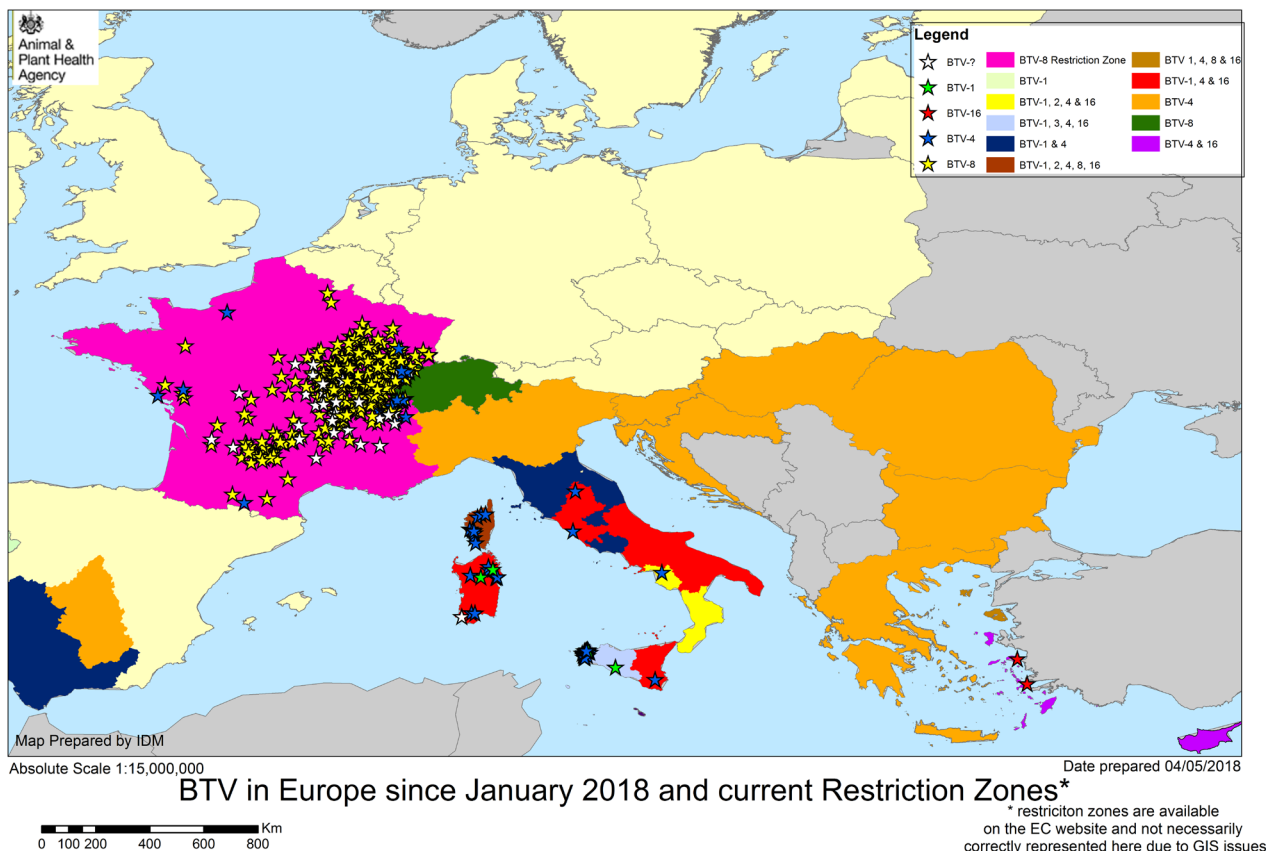 Animal &
Plant Health
Agency
Legend
BTV-?
BTV-1
BTV-16
BTV-4
BTV-8
BTV-8 Restriction Zone
BTV-1
BTV-1, 2, 4 & 16
BTV-1, 3, 4, 16
BTV-1 & 4
BTV-1, 2, 4, 8, 16
BTV 1, 4, 8 & 16
BTV-1, 4 & 16
BTV-4
BTV-8
BTV-4 & 16
Map Prepared by IDM
Absolute Scale 1:15,000,000
Date prepared 04/05/2018
BTV in Europe since January 2018 and current Restriction Zones*
* restriciton zones are available
on the EC website and not necessarily
correctly represented here due to GIS issues
Km
0 100 200 400 600 800